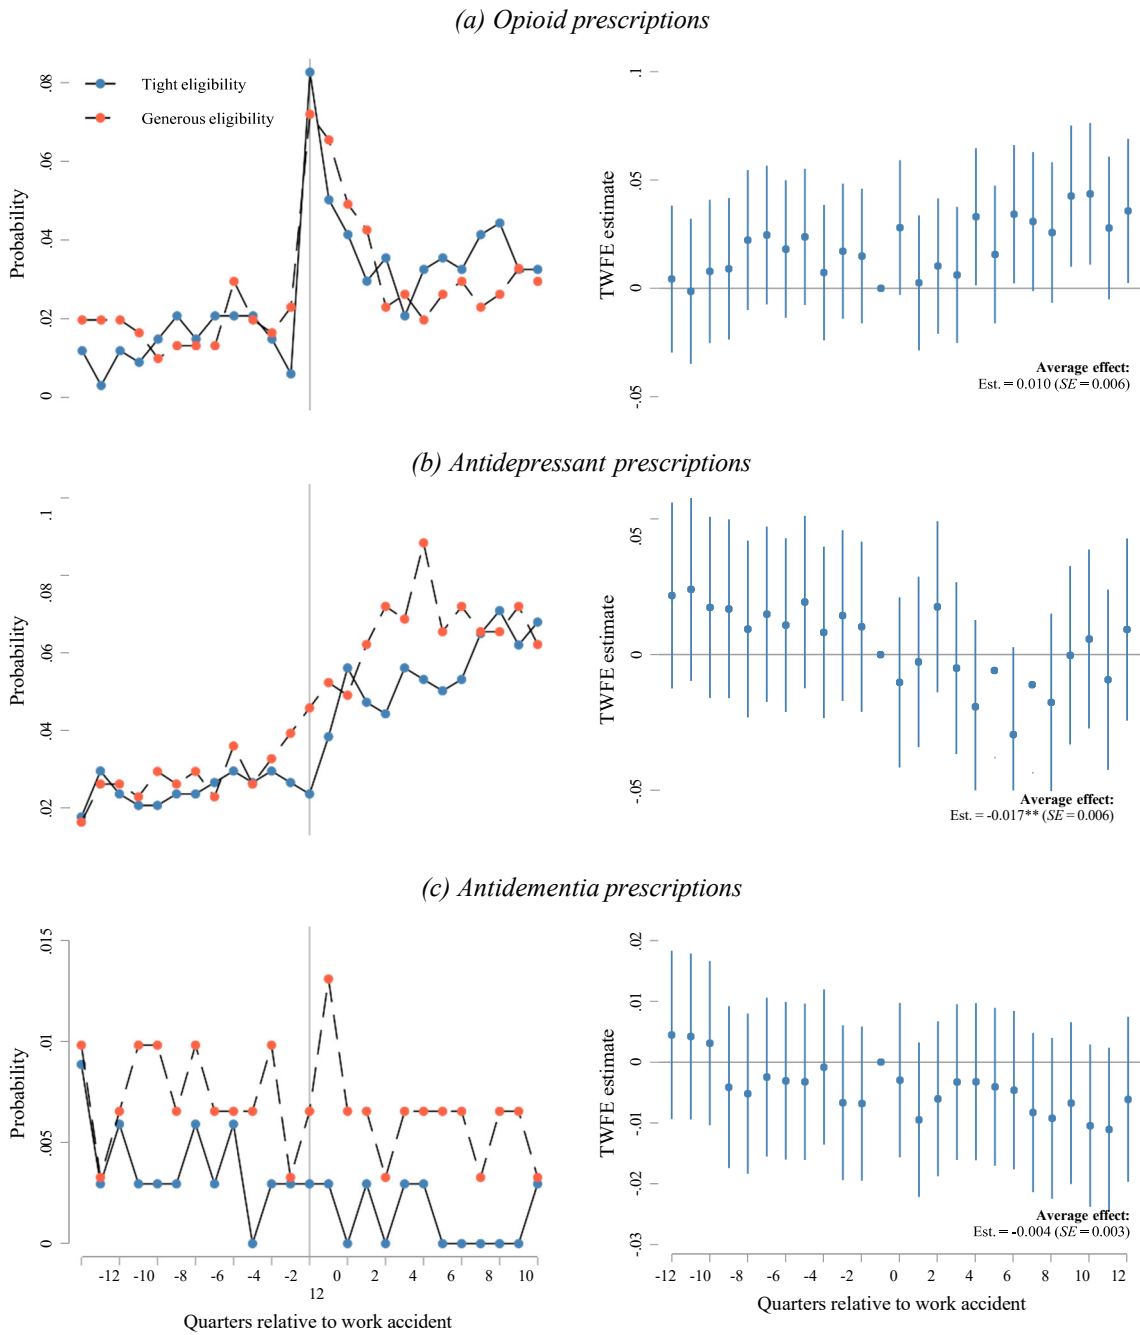 (a) Opioid prescriptions
.08
.06
.04
.02
0
Probability
Tight eligibility
Generous eligibility
.1
.05
0
-.05
TWFE estimate
Average effect:
Est. = 0.010 (SE = 0.006)
(b) Antidepressant prescriptions
.1
.08
.06
.04
.02
Probability
.05
0
-.05
TWFE estimate
Average effect:
Est. = -0.017** (SE = 0.006)
(c) Antidementia prescriptions
.015
.01
.005
0
Probability
-12 -10 -8 -6 -4 -2 0 2 4 6 8 10
12
Quarters relative to work accident
.02
.01
0
-.01
-.02
-.03
TWFE estimate
Average effect:
Est. = -0.004 (SE = 0.003)
-12 -10 -8 -6 -4 -2 0 2 4 6 8 10 12
Quarters relative to work accident